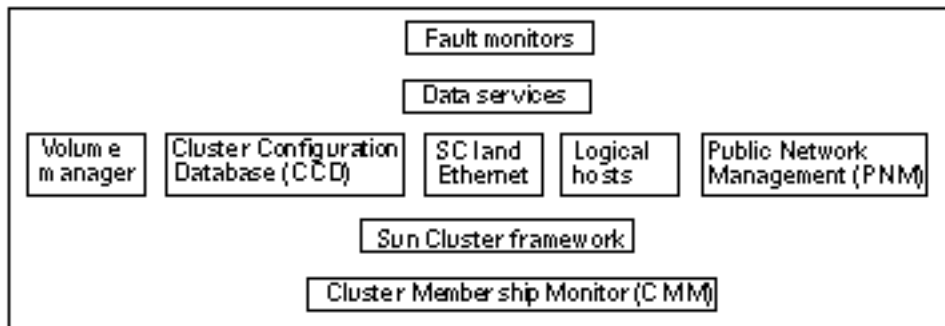 Fault monitors
Data services
Volume manager
Cluster Configuration Database (CCD)
SCI and Ethernet
Logical hosts
Public Network Management (PNM)
Sun Cluster framework
Cluster Membership Monitor (CMM)